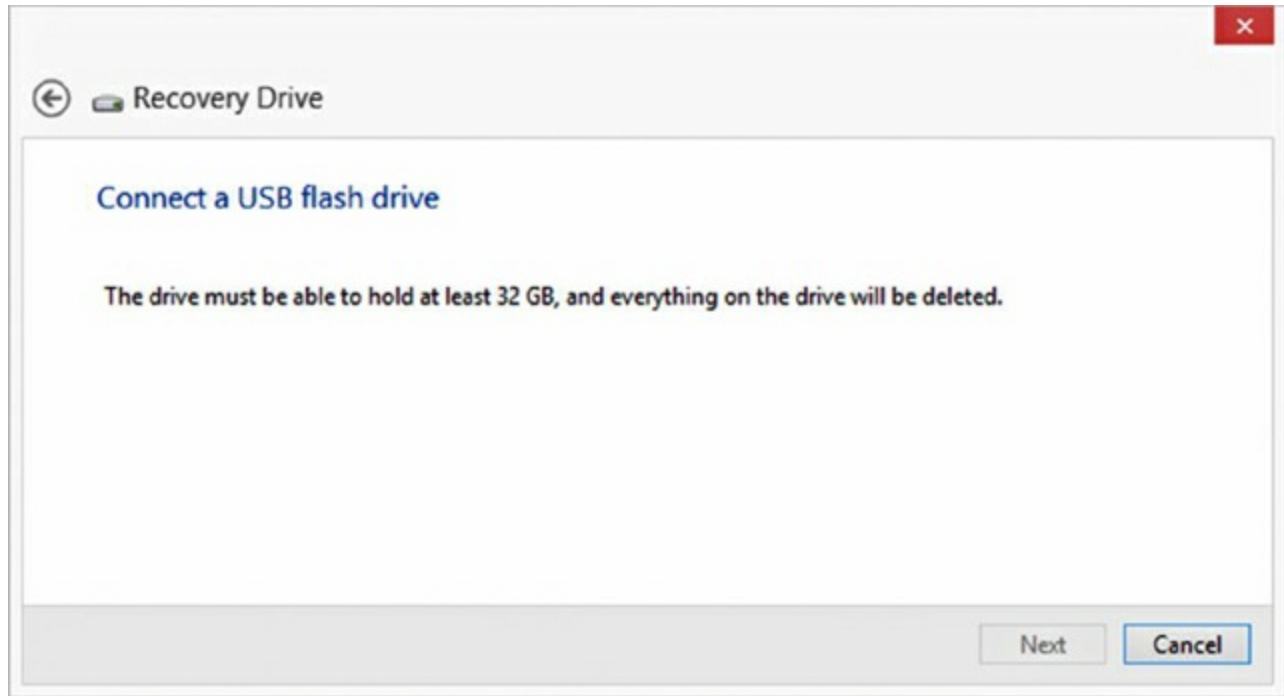 Recovery Drive
Connect a USB flash drive
The drive must be able to hold at least 32 GB, and everything on the drive will be deleted.
Next
Cancel